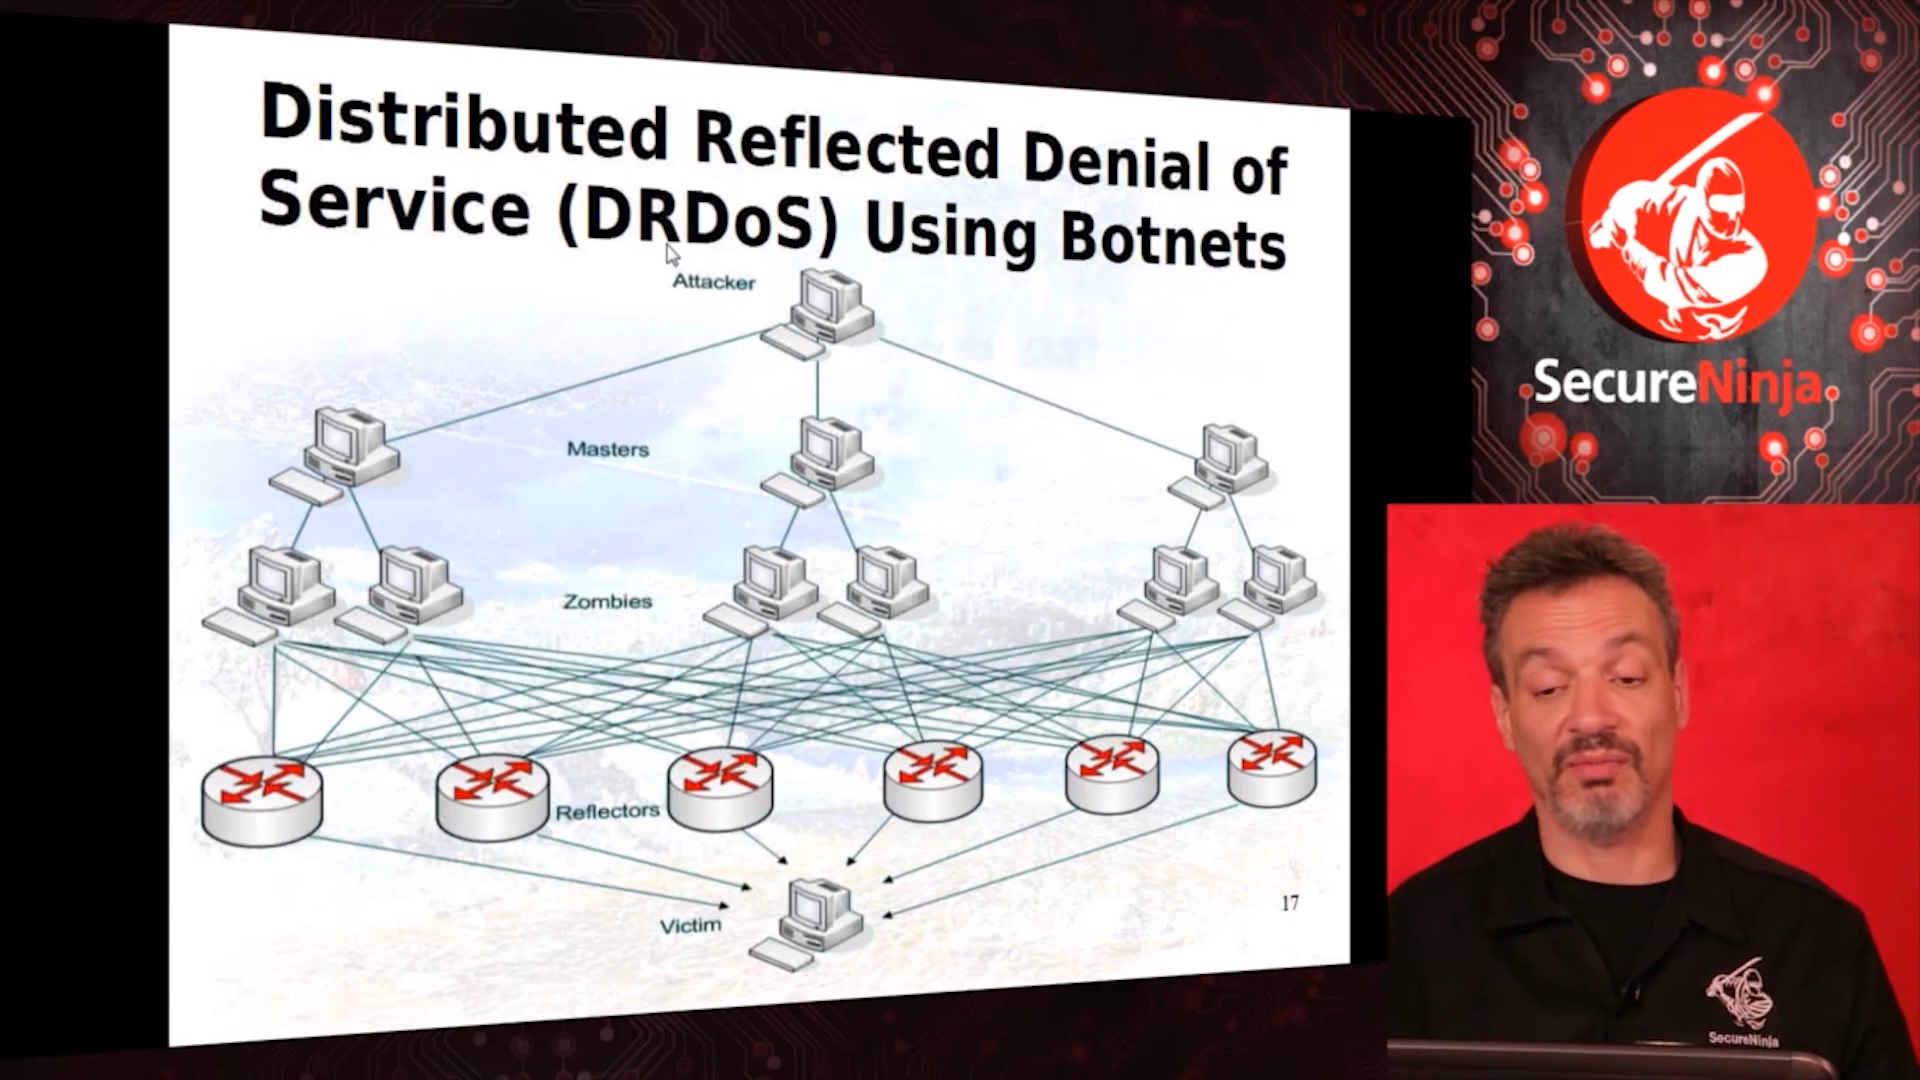 Distributed Reflected Denial of
Service (DRDoS) Using Botnets
Attacker
Masters
Zombies
Reflectors
Victim
17
SecureNinja
SecureNinja